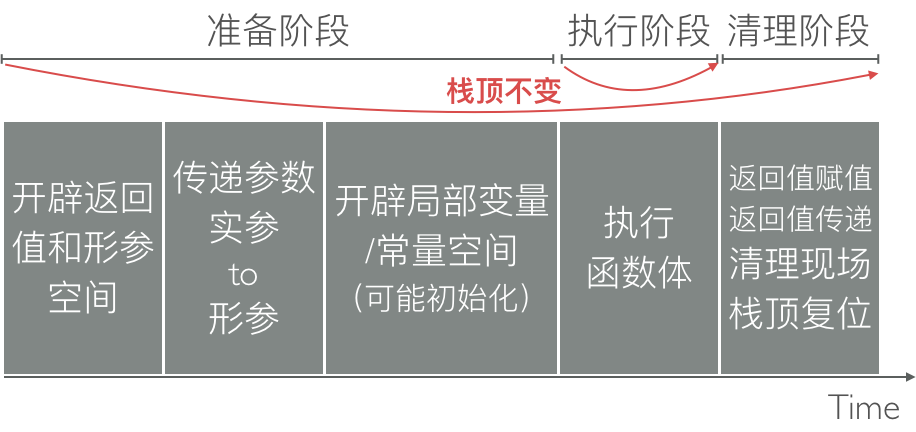 准备阶段
执行阶段
清理阶段
栈顶不变
开辟返回
值和形参
空间
传递参数
实参
to
形参
开辟局部变量
/常量空间
(可能初始化)
执行
函数体
返回值赋值
返回值传递
清理现场
栈顶复位
Time